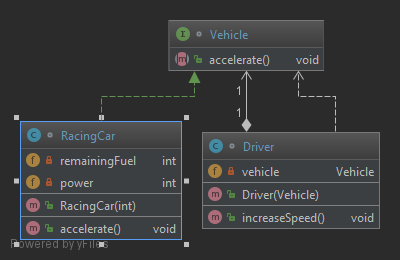 I Vehicle
m accelerate() void
1
1
C RacingCar
f remainingFuel int
f power int
m RacingCar(int)
m accelerate() void
C Driver
f vehicle Vehicle
m Driver(Vehicle)
m increaseSpeed() void
Powered by yFiles